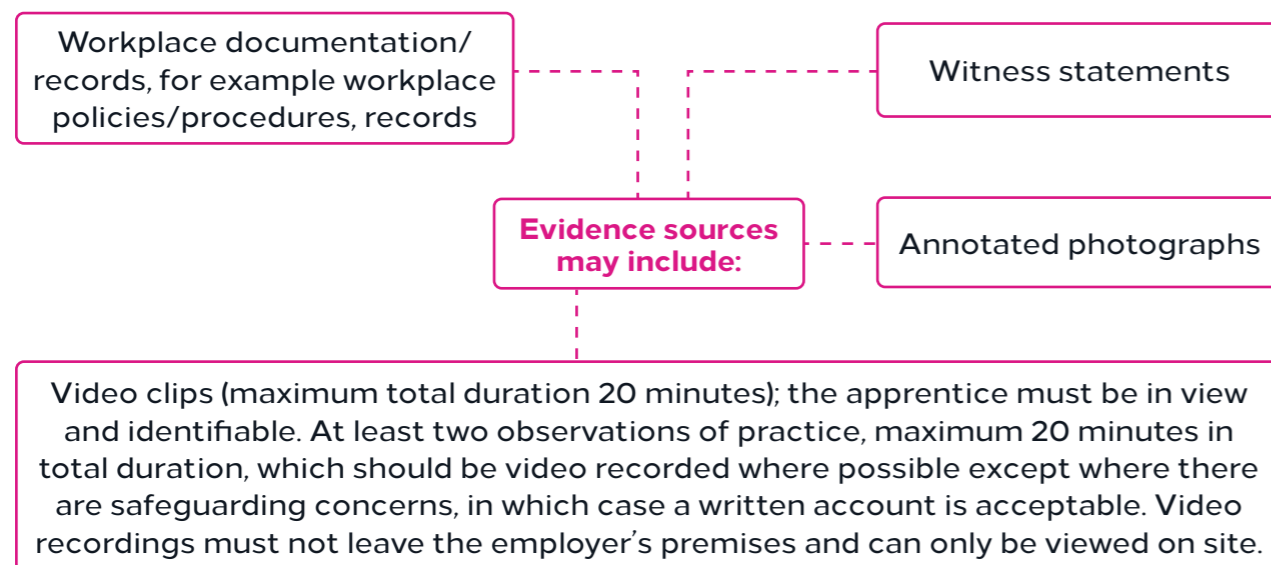 Workplace documentation/
records, for example workplace
policies/procedures, records
Witness statements
Evidence sources
may include:
Annotated photographs
Video clips (maximum total duration 20 minutes); the apprentice must be in view
and identifiable. At least two observations of practice, maximum 20 minutes in
total duration, which should be video recorded where possible except where there
are safeguarding concerns, in which case a written account is acceptable. Video
recordings must not leave the employer’s premises and can only be viewed on site.